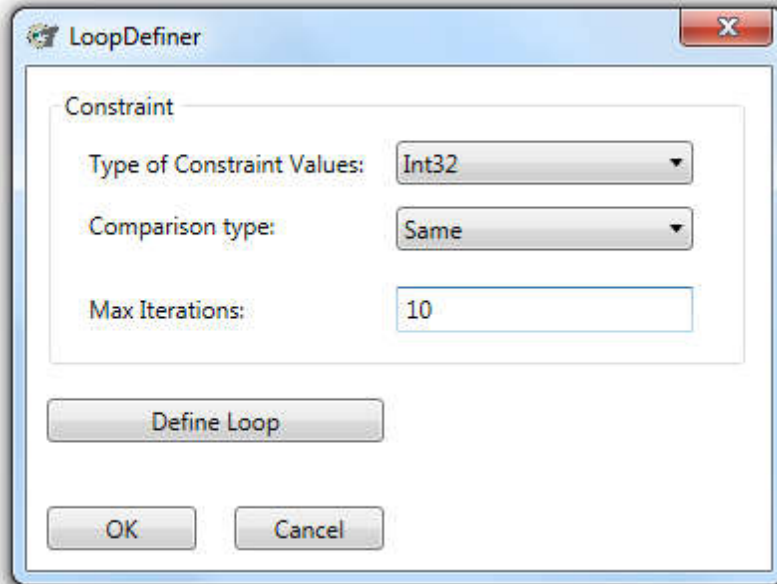 LoopDefiner
Constraint
Type of Constraint Values: Int32
Comparison type: Same
Max Iterations: 10
Define Loop
OK Cancel